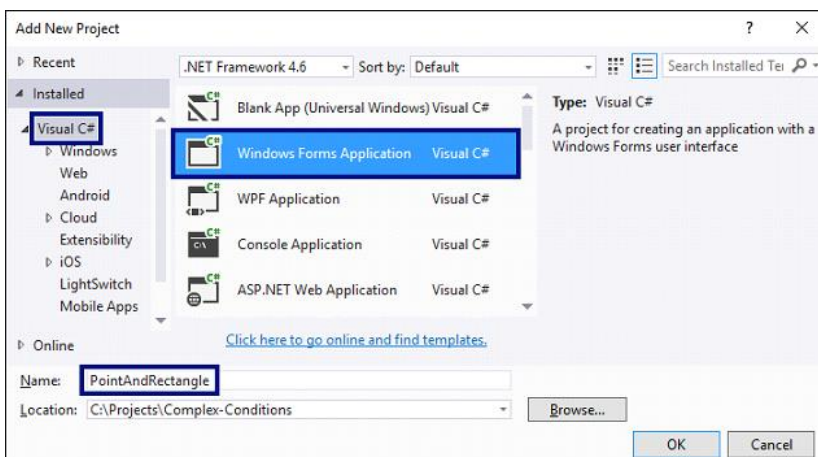 Add New Project ? X
Recent
.NET Framework 4.6 Sort by: Default
Installed
Visual C#
Windows
Web
Android
Cloud
Extensibility
iOS
LightSwitch
Mobile Apps
Online
Blank App (Universal Windows) Visual C#
Windows Forms Application Visual C#
WPF Application Visual C#
Console Application Visual C#
ASP.NET Web Application Visual C#
Click here to go online and find templates.
Search Installed Te
Type: Visual C#
A project for creating an application with a
Windows Forms user interface
Name: PointAndRectangle
Location: C:\Projects\Complex-Conditions
Browse...
OK Cancel